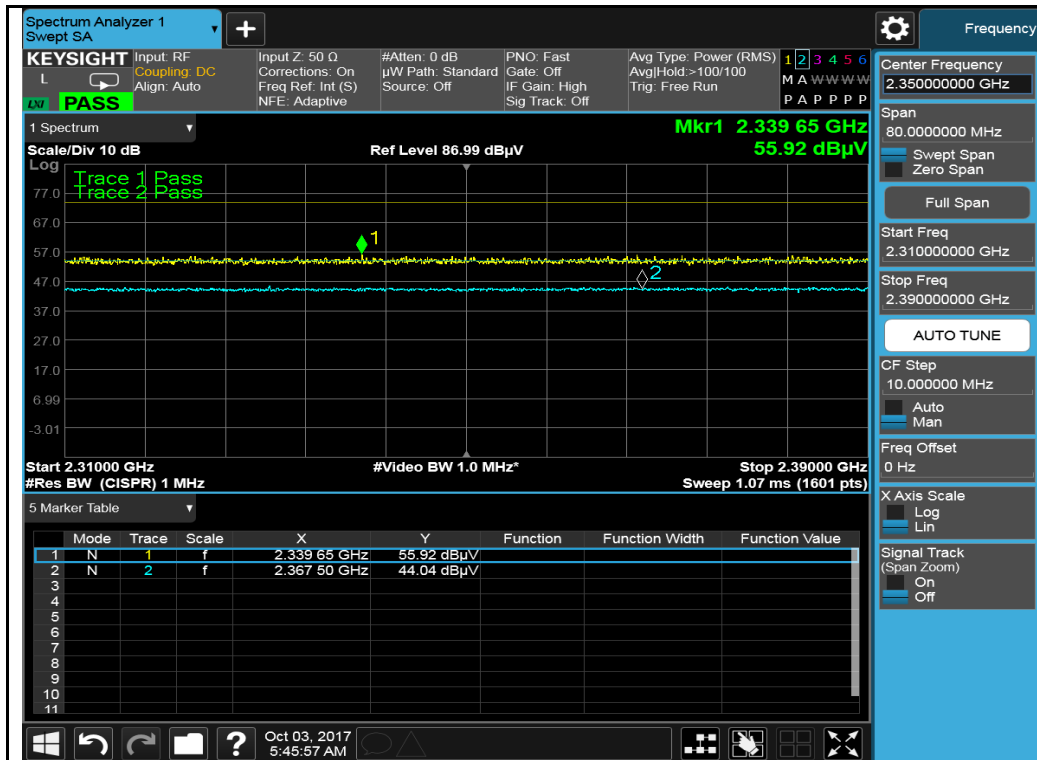 Spectrum Analyzer 1
Swept SA
+
Frequency
KEYSIGHT
L
LXI PASS
Input: RF
Coupling: DC
Align: Auto
Input Z: 50 Ω
Corrections: On
Freq Ref: Int (S)
NFE: Adaptive
#Atten: 0 dB
µW Path: Standard
Source: Off
PNO: Fast
Gate: Off
IF Gain: High
Sig Track: Off
Avg Type: Power (RMS)
Avg|Hold:>100/100
Trig: Free Run
1 2 3 4 5 6
M A W W W W
P A P P P P
1 Spectrum
Mkr1 2.339 65 GHz
Scale/Div 10 dB
Ref Level 86.99 dBµV
55.92 dBµV
Log
Trace 1 Pass
Trace 2 Pass
77.0
67.0
57.0
47.0
37.0
27.0
17.0
6.99
-3.01
1
2
Start 2.31000 GHz
#Video BW 1.0 MHz*
Stop 2.39000 GHz
#Res BW (CISPR) 1 MHz
Sweep 1.07 ms (1601 pts)
5 Marker Table
Mode Trace Scale X Y Function Function Width Function Value
1 N 1 f 2.339 65 GHz 55.92 dBµV
2 N 2 f 2.367 50 GHz 44.04 dBµV
3
4
5
6
7
8
9
10
11
Center Frequency
2.350000000 GHz
Span
80.0000000 MHz
Swept Span
Zero Span
Full Span
Start Freq
2.310000000 GHz
Stop Freq
2.390000000 GHz
AUTO TUNE
CF Step
10.000000 MHz
Auto
Man
Freq Offset
0 Hz
X Axis Scale
Log
Lin
Signal Track
(Span Zoom)
On
Off
?
Oct 03, 2017
5:45:57 AM